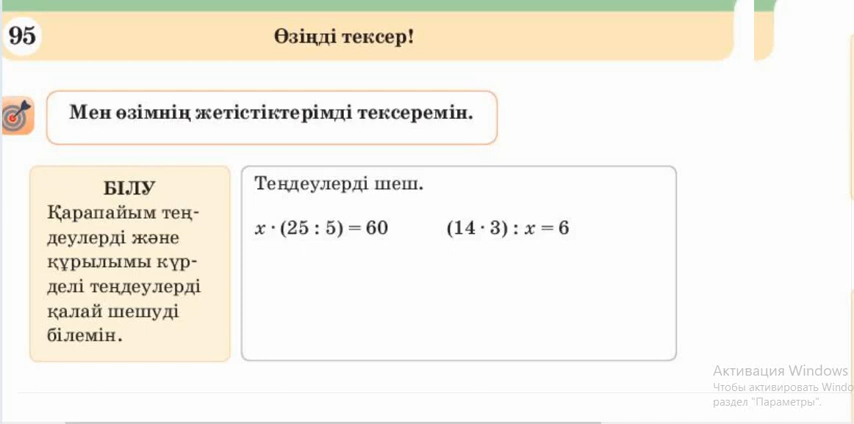 95
Өзіңді тексер!
Мен өзімнің жетістіктерімді тексеремін.
БІЛУ
Қарапайым тең-
деулерді және
құрылымы күр-
делі теңдеулерді
қалай шешуді
білемін.
Теңдеулерді шеш.
x · (25 : 5) = 60 (14 · 3) : x = 6
Активация Windows
Чтобы активировать Windo
раздел "Параметры".